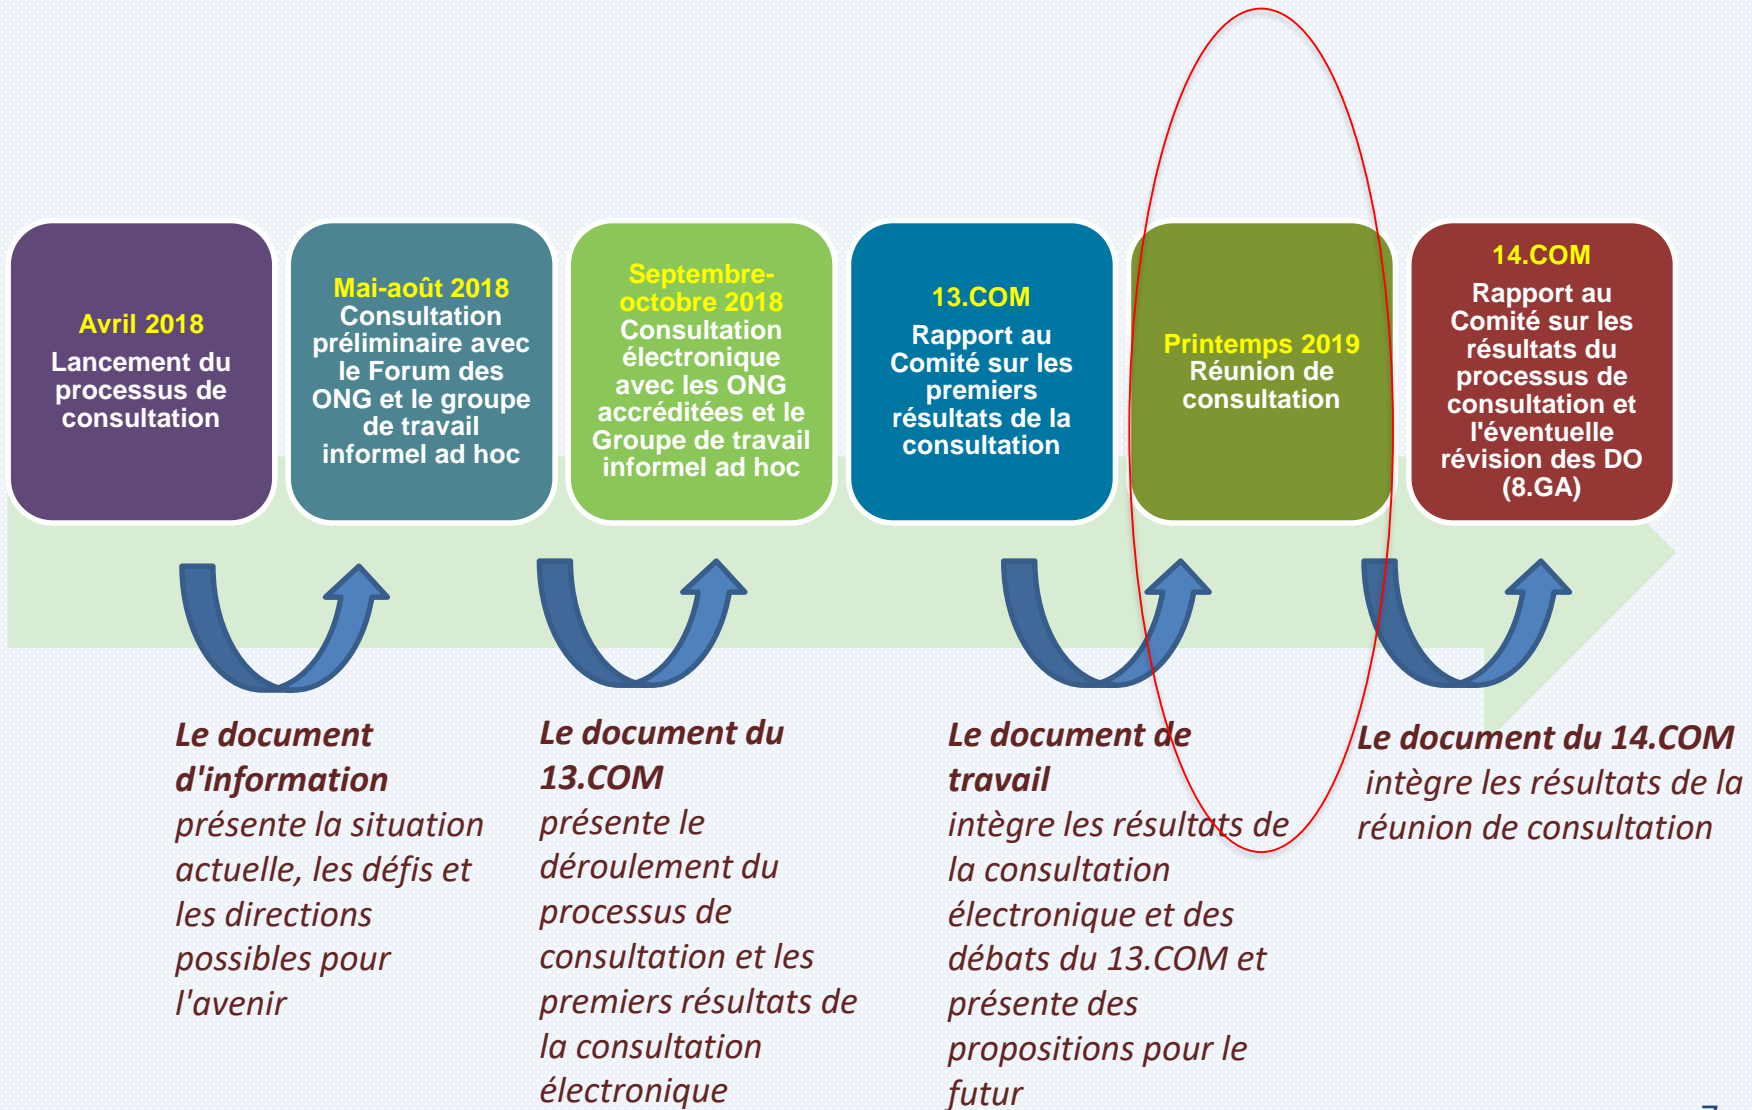 Avril 2018
Lancement du
processus de
consultation
Mai-août 2018
Consultation
préliminaire avec
le Forum des
ONG et le groupe
de travail
informel ad hoc
Septembre-
octobre 2018
Consultation
électronique
avec les ONG
accréditées et le
Groupe de travail
informel ad hoc
13.COM
Rapport au
Comité sur les
premiers
résultats de la
consultation
Printemps 2019
Réunion de
consultation
14.COM
Rapport au
Comité sur les
résultats du
processus de
consultation et
l'éventuelle
révision des DO
(8.GA)
Le document
d'information
présente la situation
actuelle, les défis et
les directions
possibles pour
l'avenir
Le document du
13.COM
présente le
déroulement du
processus de
consultation et les
premiers résultats de
la consultation
électronique
Le document de
travail
intègre les résultats de
la consultation
électronique et des
débats du 13.COM et
présente des
propositions pour le
futur
Le document du 14.COM
intègre les résultats de la
réunion de consultation